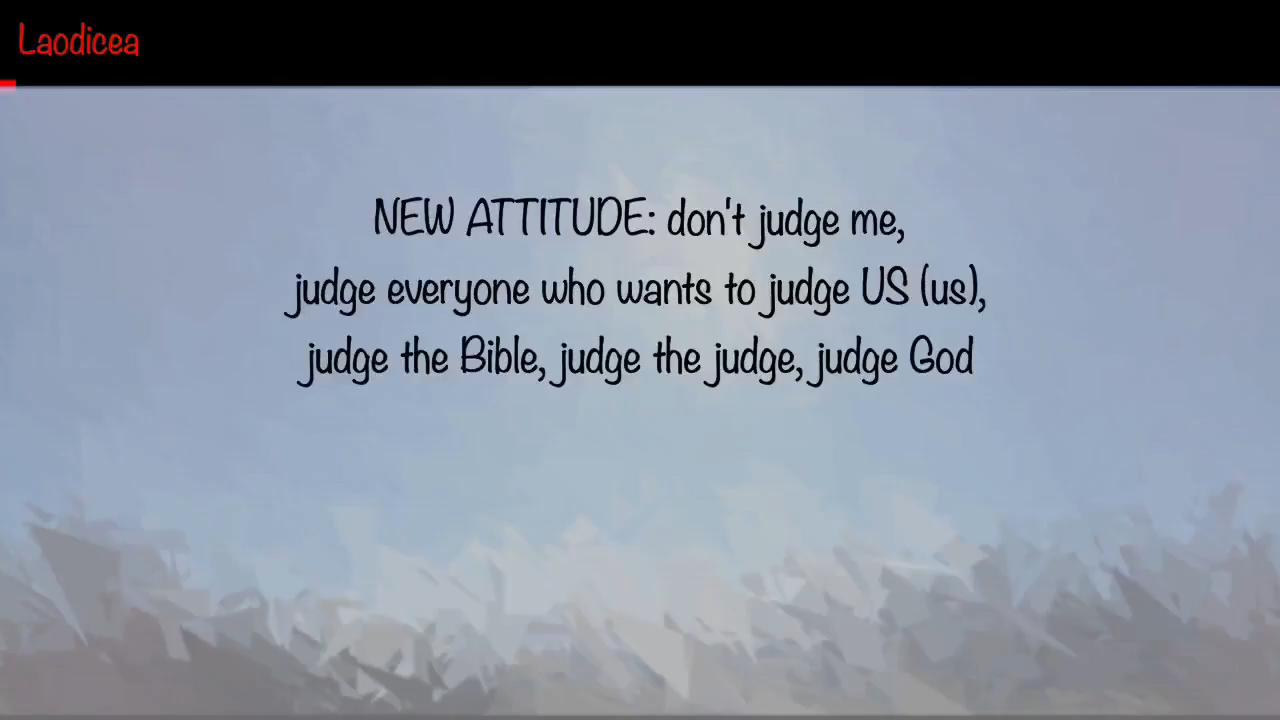 Laodicea
NEW ATTITUDE: don't judge me,
judge everyone who wants to judge US (us),
judge the Bible, judge the judge, judge God